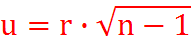 u = r · √n − 1